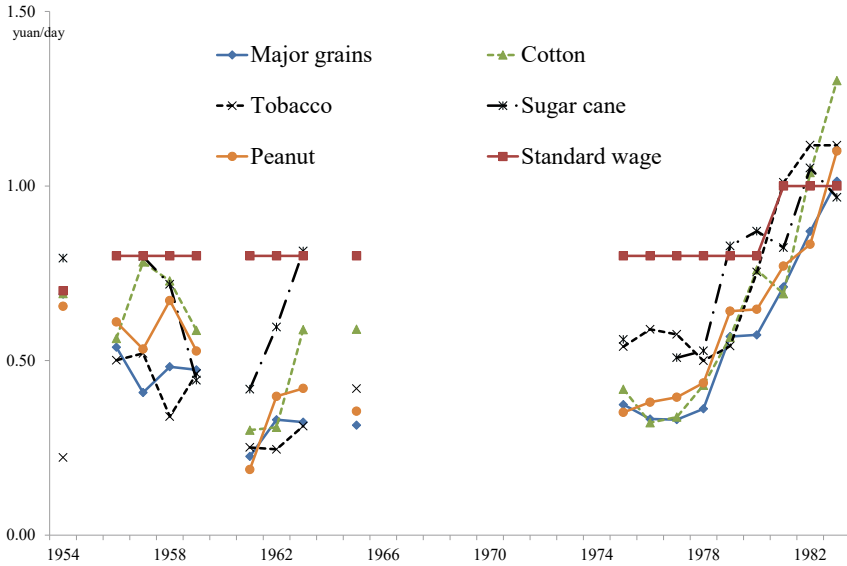 1.50
yuan/day
Major grains
Cotton
Tobacco
Sugar cane
Peanut
Standard wage
1.00
0.50
0.00
1954 1958 1962 1966 1970 1974 1978 1982